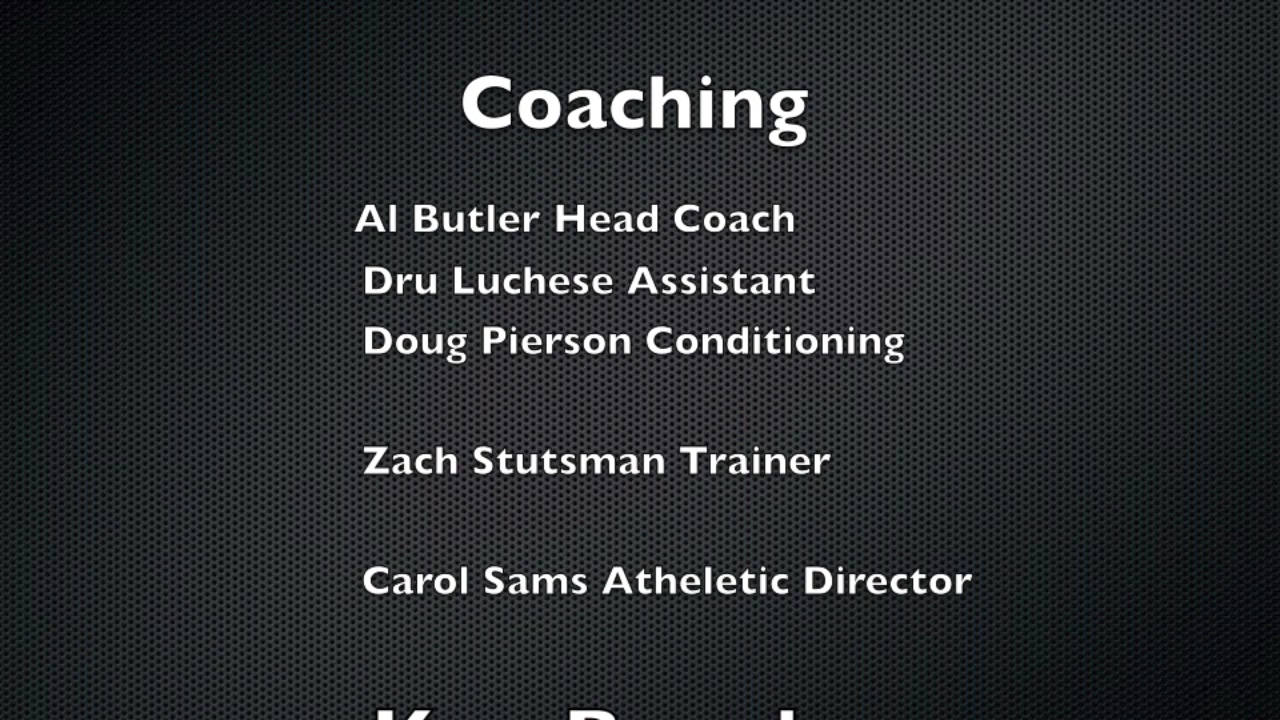 Coaching
Al Butler Head Coach
Dru Luchese Assistant
Doug Pierson Conditioning
Zach Stutsman Trainer
Carol Sams Atheletic Director